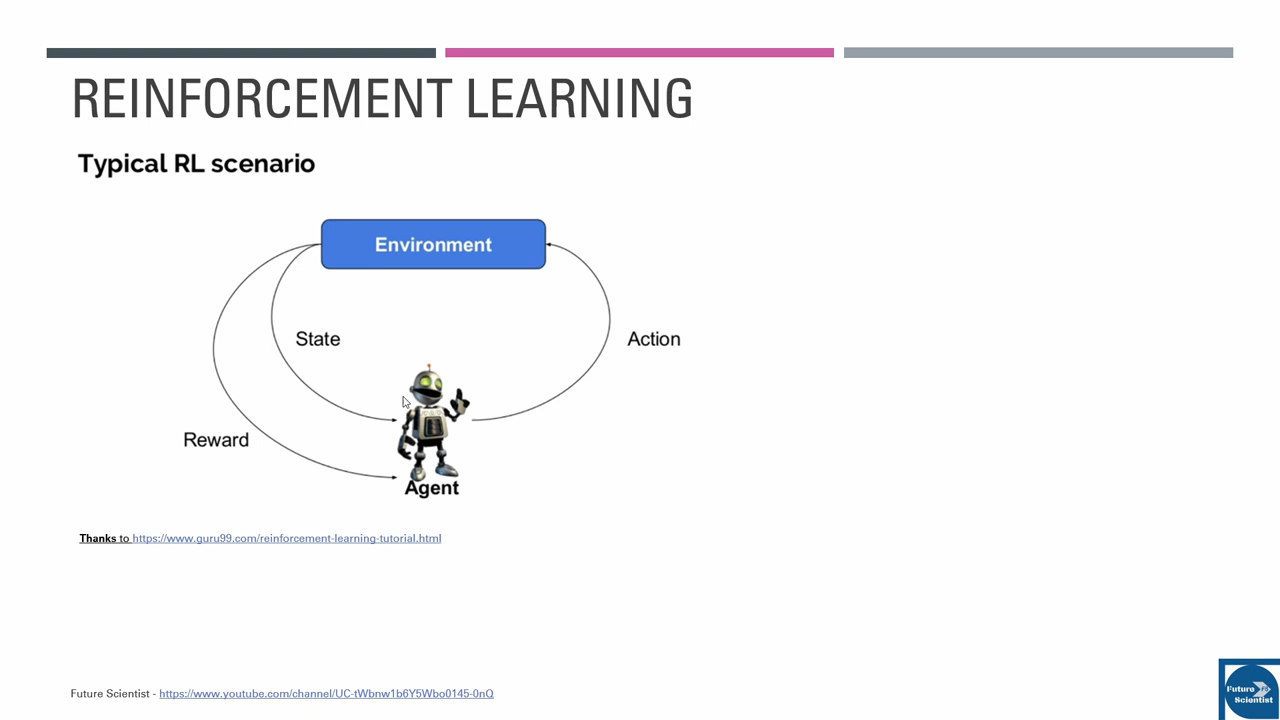 REINFORCEMENT LEARNING
Typical RL scenario
Environment
State
Action
Reward
Agent
Thanks to https://www.guru99.com/reinforcement-learning-tutorial.html
Future Scientist - https://www.youtube.com/channel/UC-tWbnw1b6Y5Wbo0145-0nQ
Future
Scientist